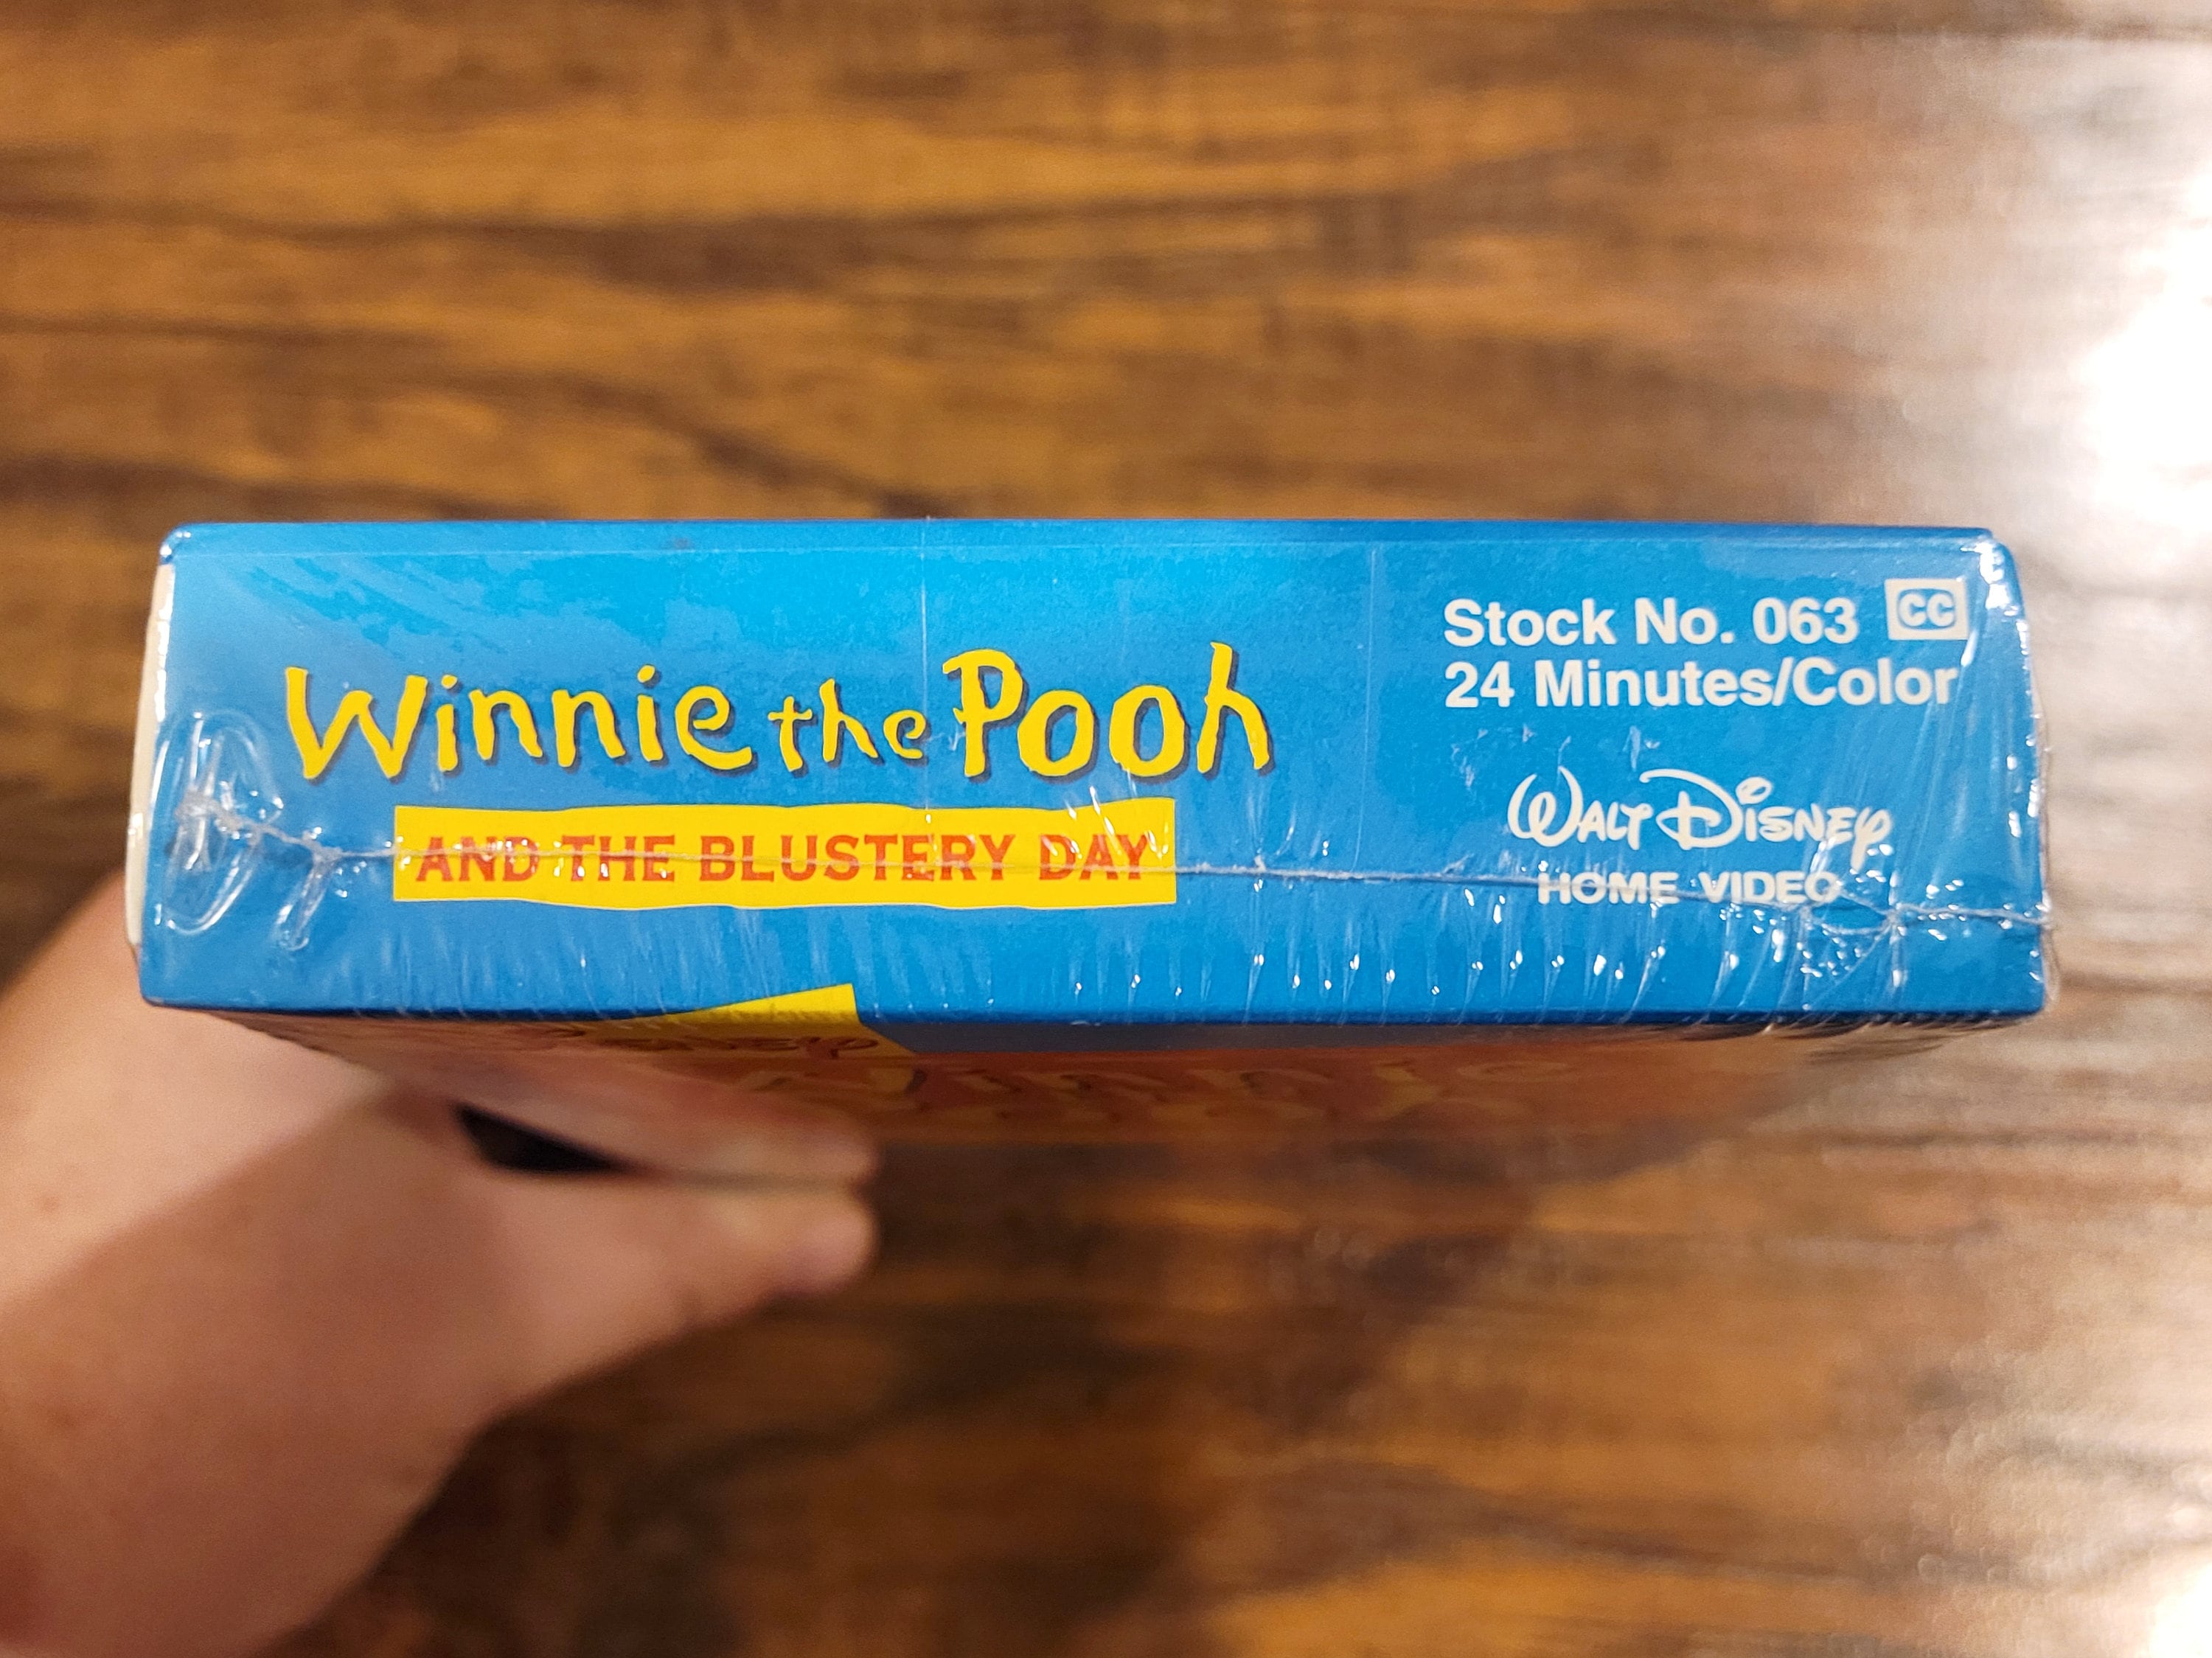 Winnie the Pooh
AND THE BLUSTERY DAY
Stock No. 063 CC
24 Minutes/Color
WALT DISNEY
HOME VIDEO